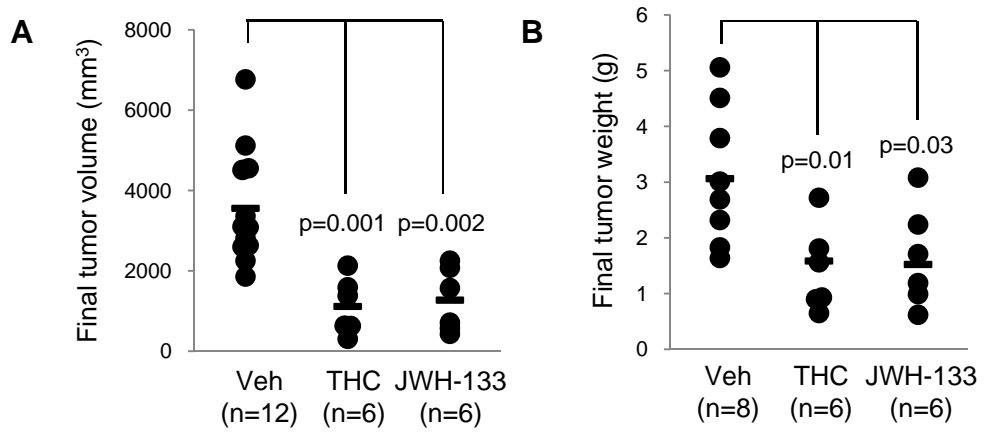 A
Final tumor volume (mm³)
8000
6000
4000
2000
0
p=0.001
p=0.002
Veh
THC
JWH-133
(n=12)
(n=6)
(n=6)
B
Final tumor weight (g)
6
5
4
3
2
1
0
p=0.01
p=0.03
Veh
THC
JWH-133
(n=8)
(n=6)
(n=6)